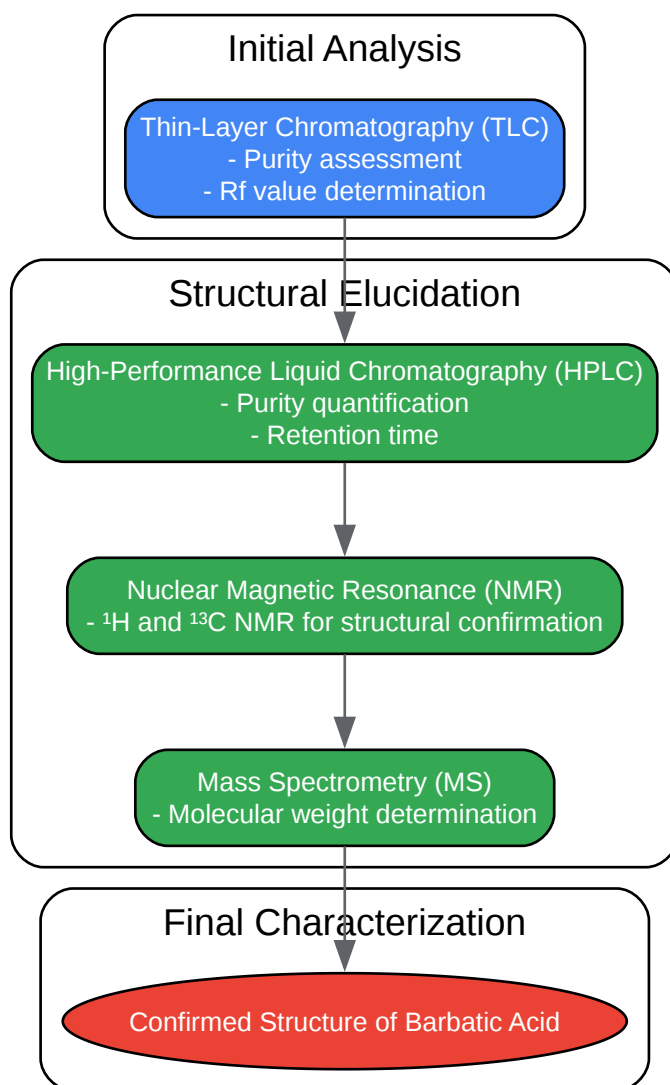 Initial Analysis
Thin-Layer Chromatography (TLC)
- Purity assessment
- Rf value determination
Structural Elucidation
High-Performance Liquid Chromatography (HPLC)
- Purity quantification
- Retention time
Nuclear Magnetic Resonance (NMR)
- ¹H and ¹³C NMR for structural confirmation
Mass Spectrometry (MS)
- Molecular weight determination
Final Characterization
Confirmed Structure of Barbatic Acid